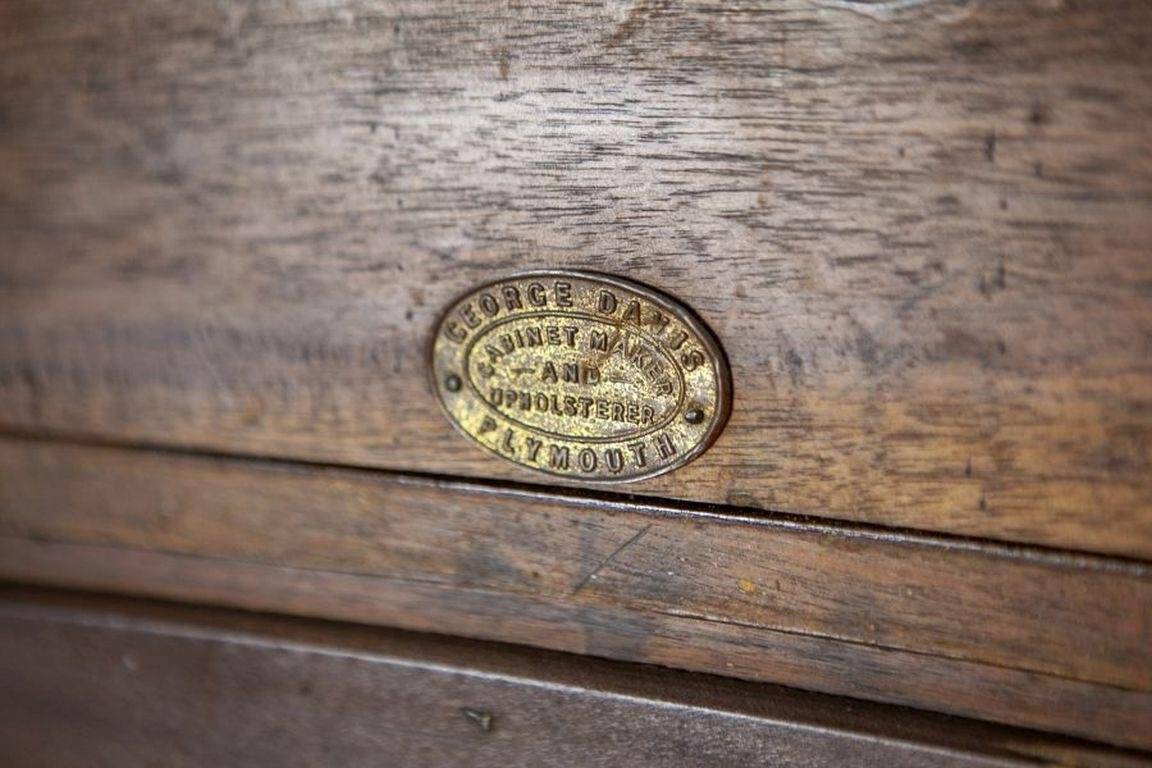 GEORGE DAVIS
CABINET MAKER
—AND—
UPHOLSTERER
PLYMOUTH